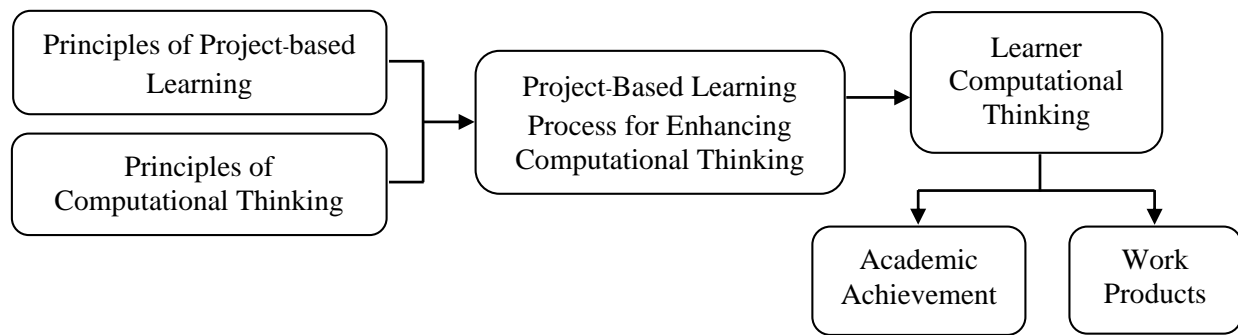 Principles of Project-based
Learning
Principles of
Computational Thinking
Project-Based Learning
Process for Enhancing
Computational Thinking
Learner
Computational
Thinking
Academic
Achievement
Work
Products